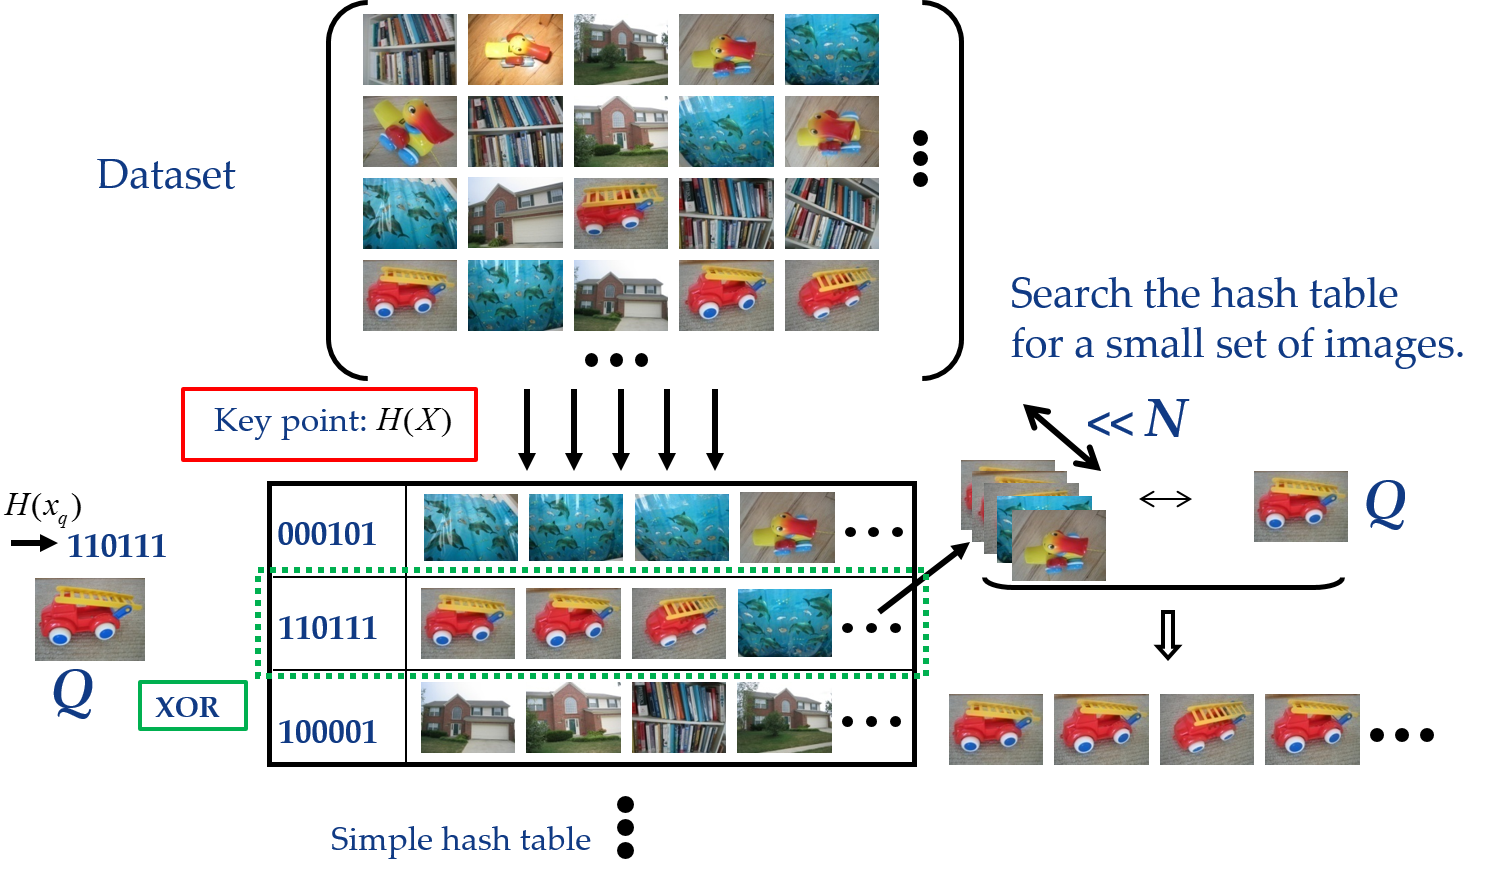 Dataset
Search the hash table
for a small set of images.
Key point: H(X)
<< N
H(x_q)
110111
Q
XOR
000101
110111
100001
Q
Simple hash table